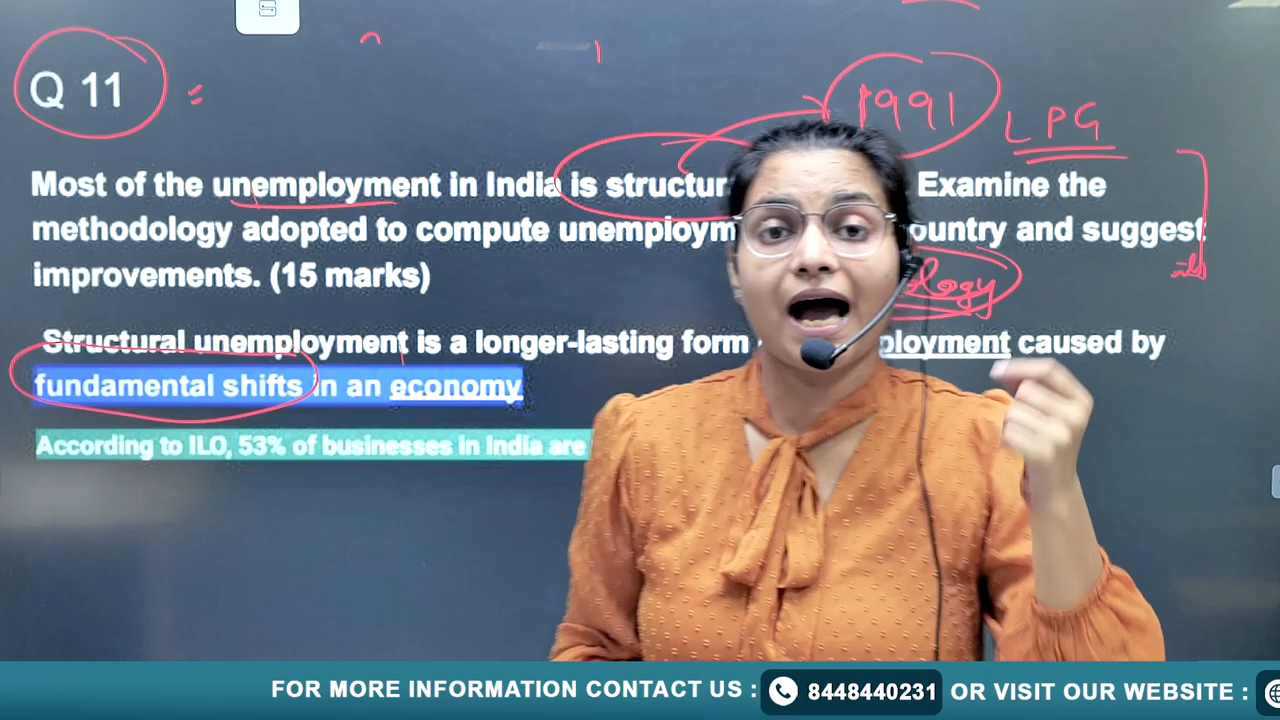 Q 11
1991 LPG
Most of the unemployment in India is structur Examine the
methodology adopted to compute unemploym ountry and suggest
improvements. (15 marks)
ology
Structural unemployment is a longer-lasting form ployment caused by
fundamental shifts in an economy
According to ILO, 53% of businesses in India are
FOR MORE INFORMATION CONTACT US : 8448440231 OR VISIT OUR WEBSITE :